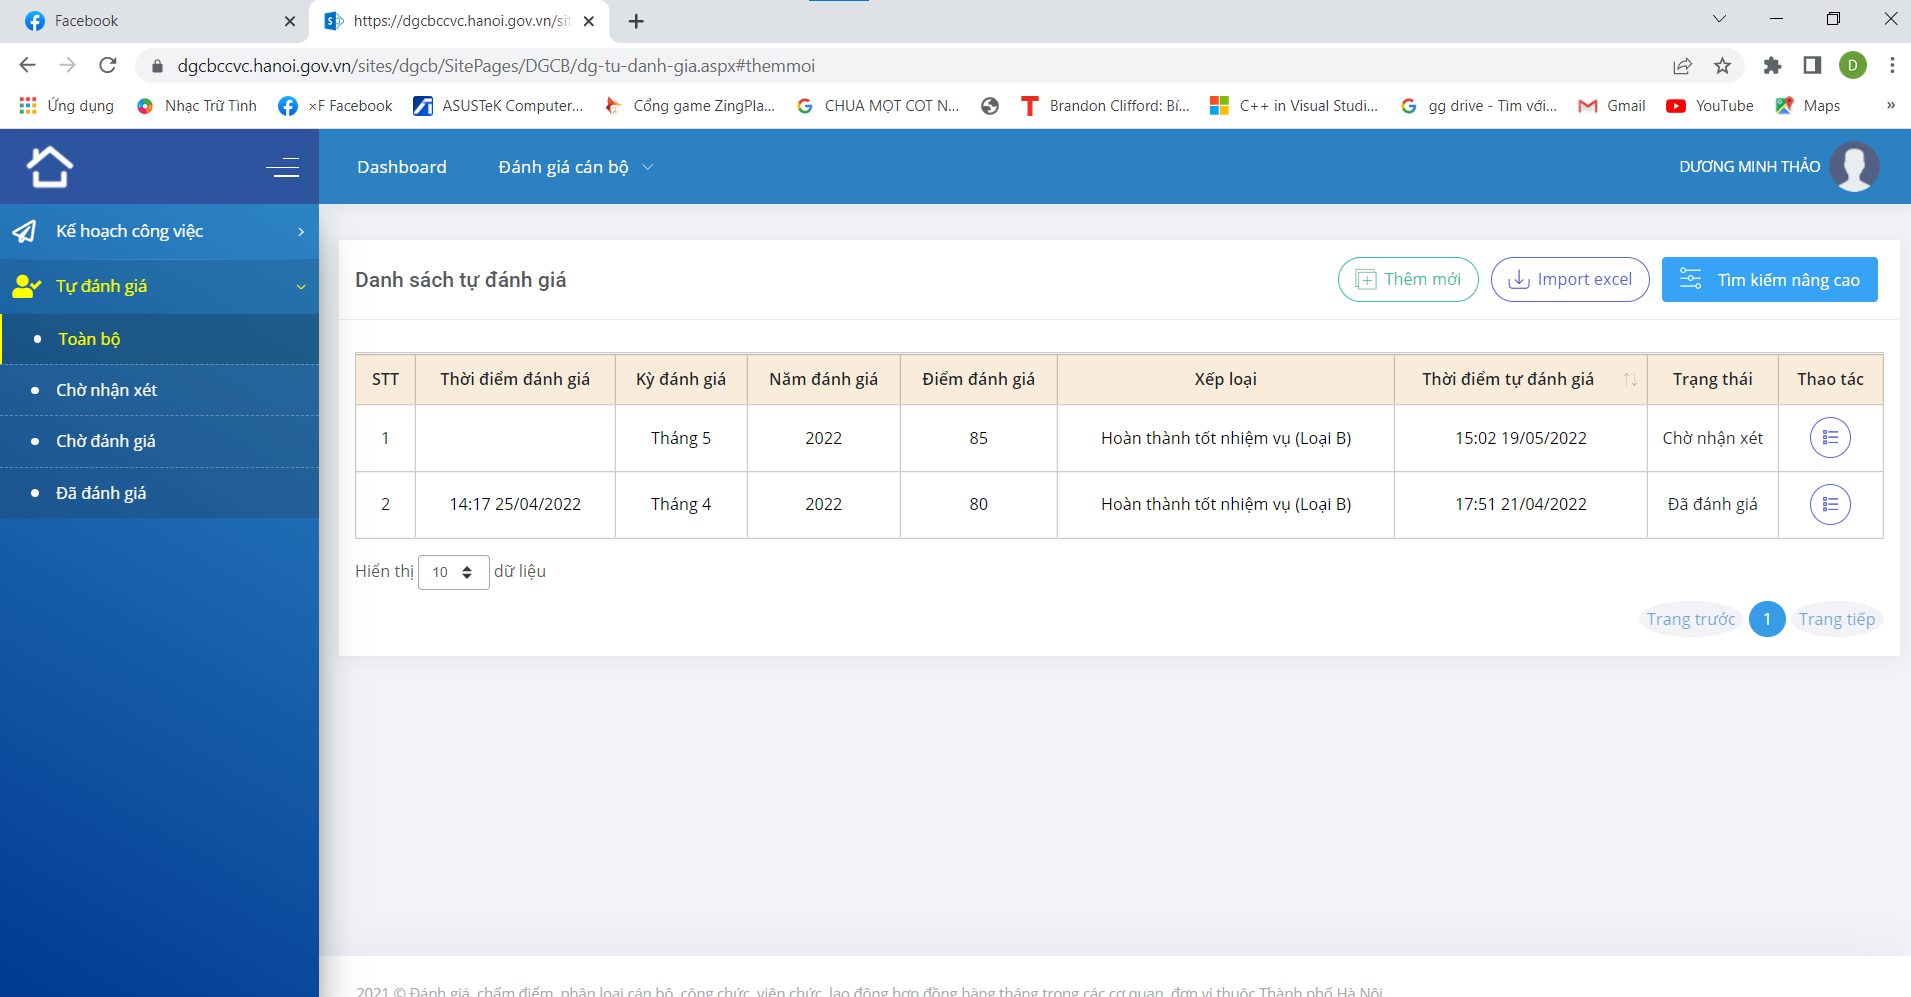 Facebook
https://dgcbccvc.hanoi.gov.vn/sit
dgcbccvc.hanoi.gov.vn/sites/dgcb/SitePages/DGCB/dg-tu-danh-gia.aspx#themmoi
D
Ứng dụng
Nhạc Trữ Tình
×F Facebook
ASUSTeK Computer...
Cổng game ZingPla...
CHUA MỘT CỘT N...
Brandon Clifford: Bí...
C++ in Visual Studi...
gg drive - Tìm với...
Gmail
YouTube
Maps
»
Dashboard
Đánh giá cán bộ
DƯƠNG MINH THẢO
Kế hoạch công việc
Tự đánh giá
Toàn bộ
Chờ nhận xét
Chờ đánh giá
Đã đánh giá
Danh sách tự đánh giá
Thêm mới
Import excel
Tìm kiếm nâng cao
STT Thời điểm đánh giá Kỳ đánh giá Năm đánh giá Điểm đánh giá Xếp loại Thời điểm tự đánh giá Trạng thái Thao tác
1 Tháng 5 2022 85 Hoàn thành tốt nhiệm vụ (Loại B) 15:02 19/05/2022 Chờ nhận xét
2 14:17 25/04/2022 Tháng 4 2022 80 Hoàn thành tốt nhiệm vụ (Loại B) 17:51 21/04/2022 Đã đánh giá
Hiển thị 10 dữ liệu
Trang trước 1 Trang tiếp
2021 © Đánh giá, chấm điểm, phân loại cán bộ, công chức, viên chức, lao động hợp đồng hàng tháng trong các cơ quan, đơn vị thuộc Thành phố Hà Nội